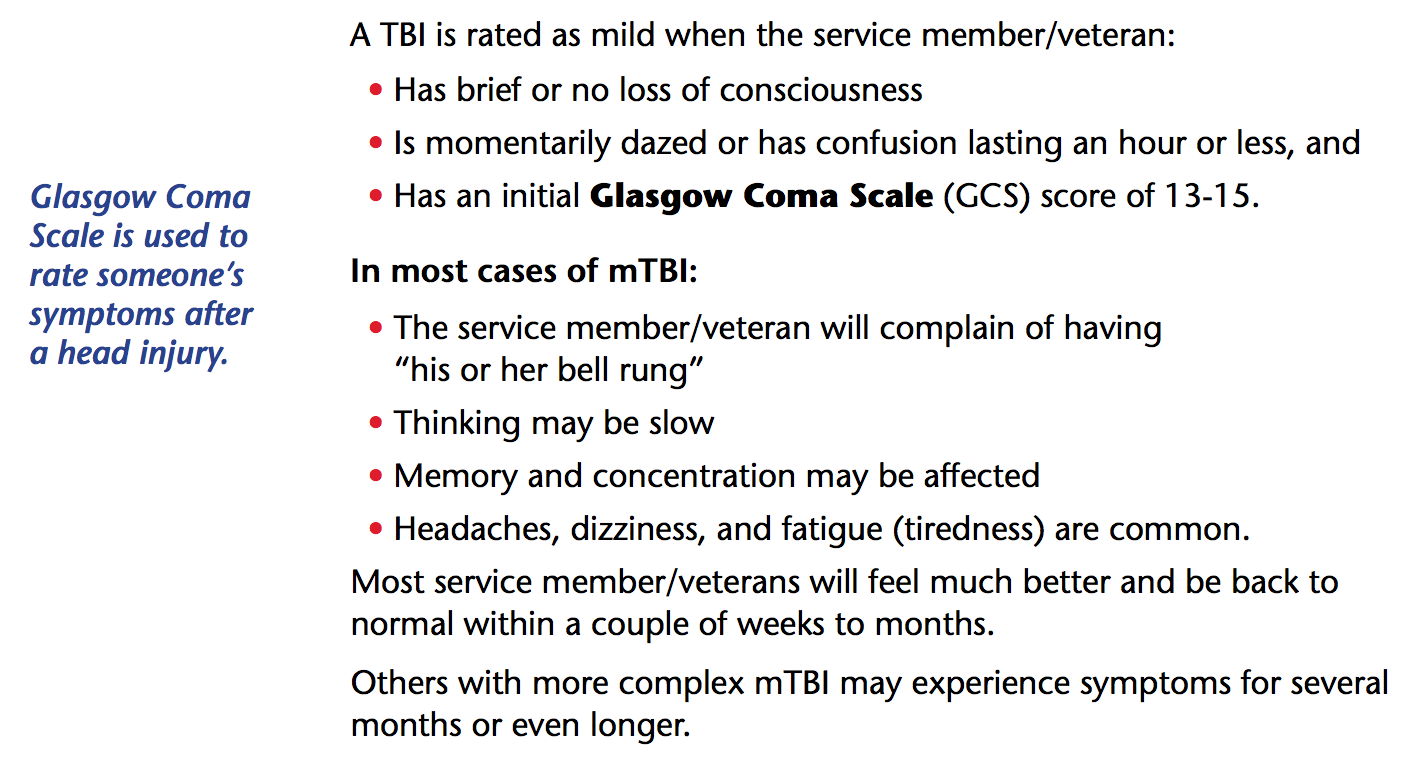 A TBI is rated as mild when the service member/veteran:
• Has brief or no loss of consciousness
• Is momentarily dazed or has confusion lasting an hour or less, and
• Has an initial Glasgow Coma Scale (GCS) score of 13-15.
Glasgow Coma
Scale is used to
rate someone’s
symptoms after
a head injury.
In most cases of mTBI:
• The service member/veteran will complain of having
“his or her bell rung”
• Thinking may be slow
• Memory and concentration may be affected
• Headaches, dizziness, and fatigue (tiredness) are common.
Most service member/veterans will feel much better and be back to
normal within a couple of weeks to months.
Others with more complex mTBI may experience symptoms for several
months or even longer.